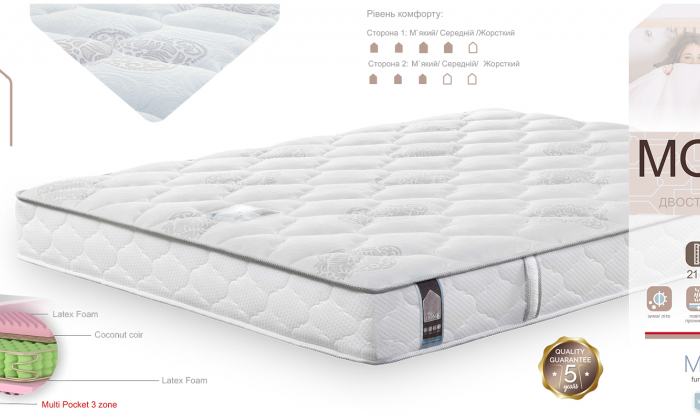 Рівень комфорту:
Сторона 1: М`який/ Середній /Жорсткий
Сторона 2: М`який/ Середній/ Жорсткий
MO
ДВОСТ
21
Latex Foam
Coconut coir
Latex Foam
Multi Pocket 3 zone
QUALITY
GUARANTEE
5
years
M
fur